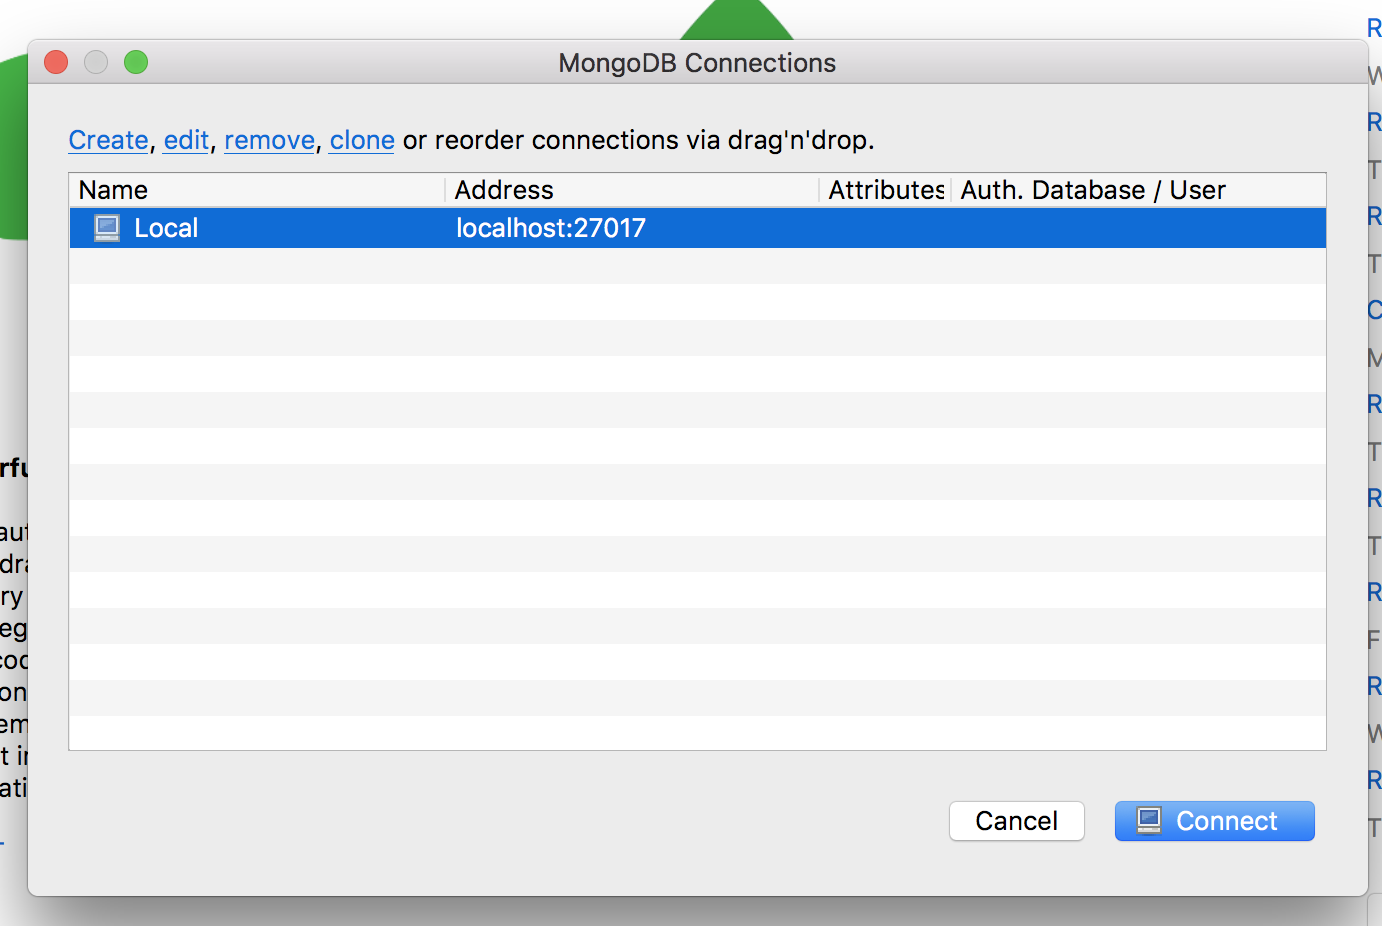 MongoDB Connections
Create, edit, remove, clone or reorder connections via drag'n'drop.
Name Address Attributes Auth. Database / User
Local localhost:27017
Cancel Connect